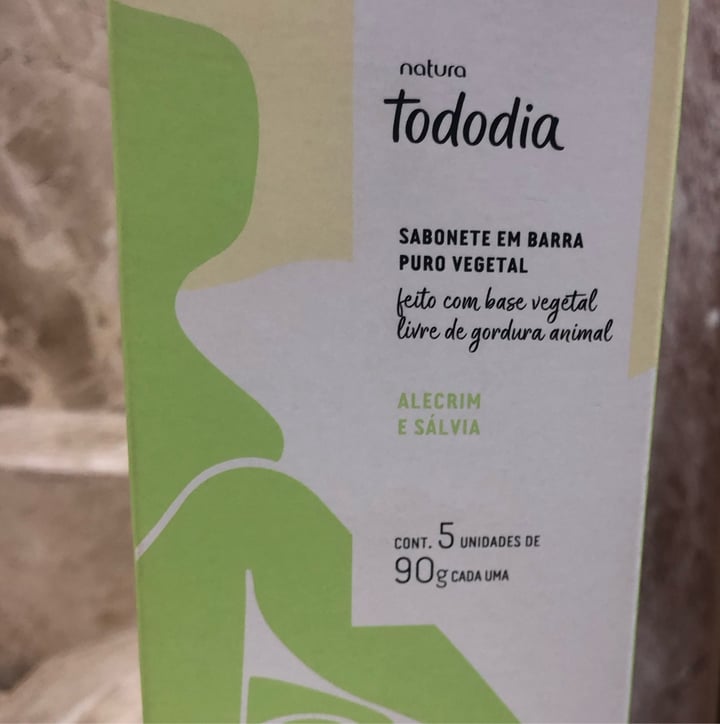 natura
tododia
SABONETE EM BARRA
PURO VEGETAL
feito com base vegetal
livre de gordura animal
ALECRIM
E SÁLVIA
CONT. 5 UNIDADES DE
90g CADA UMA